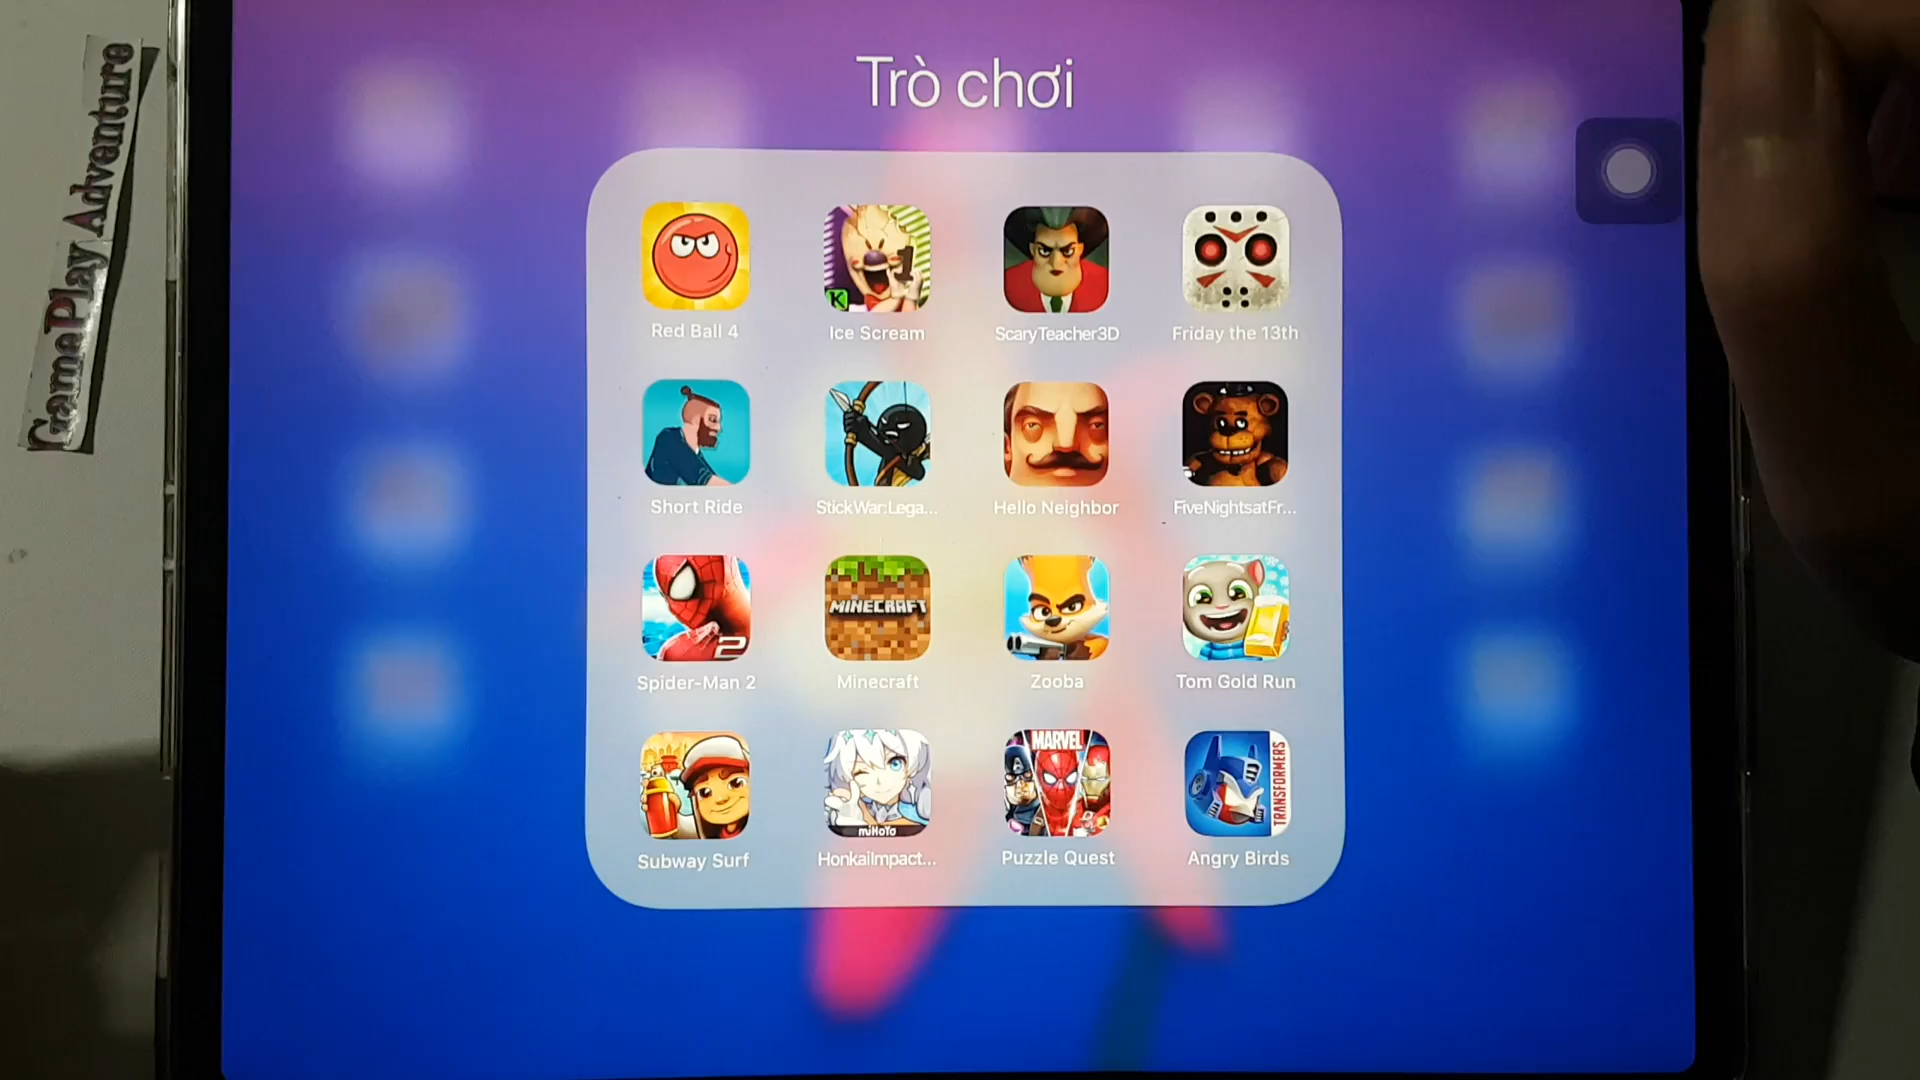 GamePlay Adventure
Trò chơi
1
K
Red Ball 4
Ice Scream
ScaryTeacher3D
Friday the 13th
Short Ride
StickWar:Lega...
Hello Neighbor
FiveNightsatFr...
2
MINECRAFT
Spider-Man 2
Minecraft
Zooba
Tom Gold Run
miHoYo
MARVEL
TRANSFORMERS
Subway Surf
HonkaiImpact...
Puzzle Quest
Angry Birds